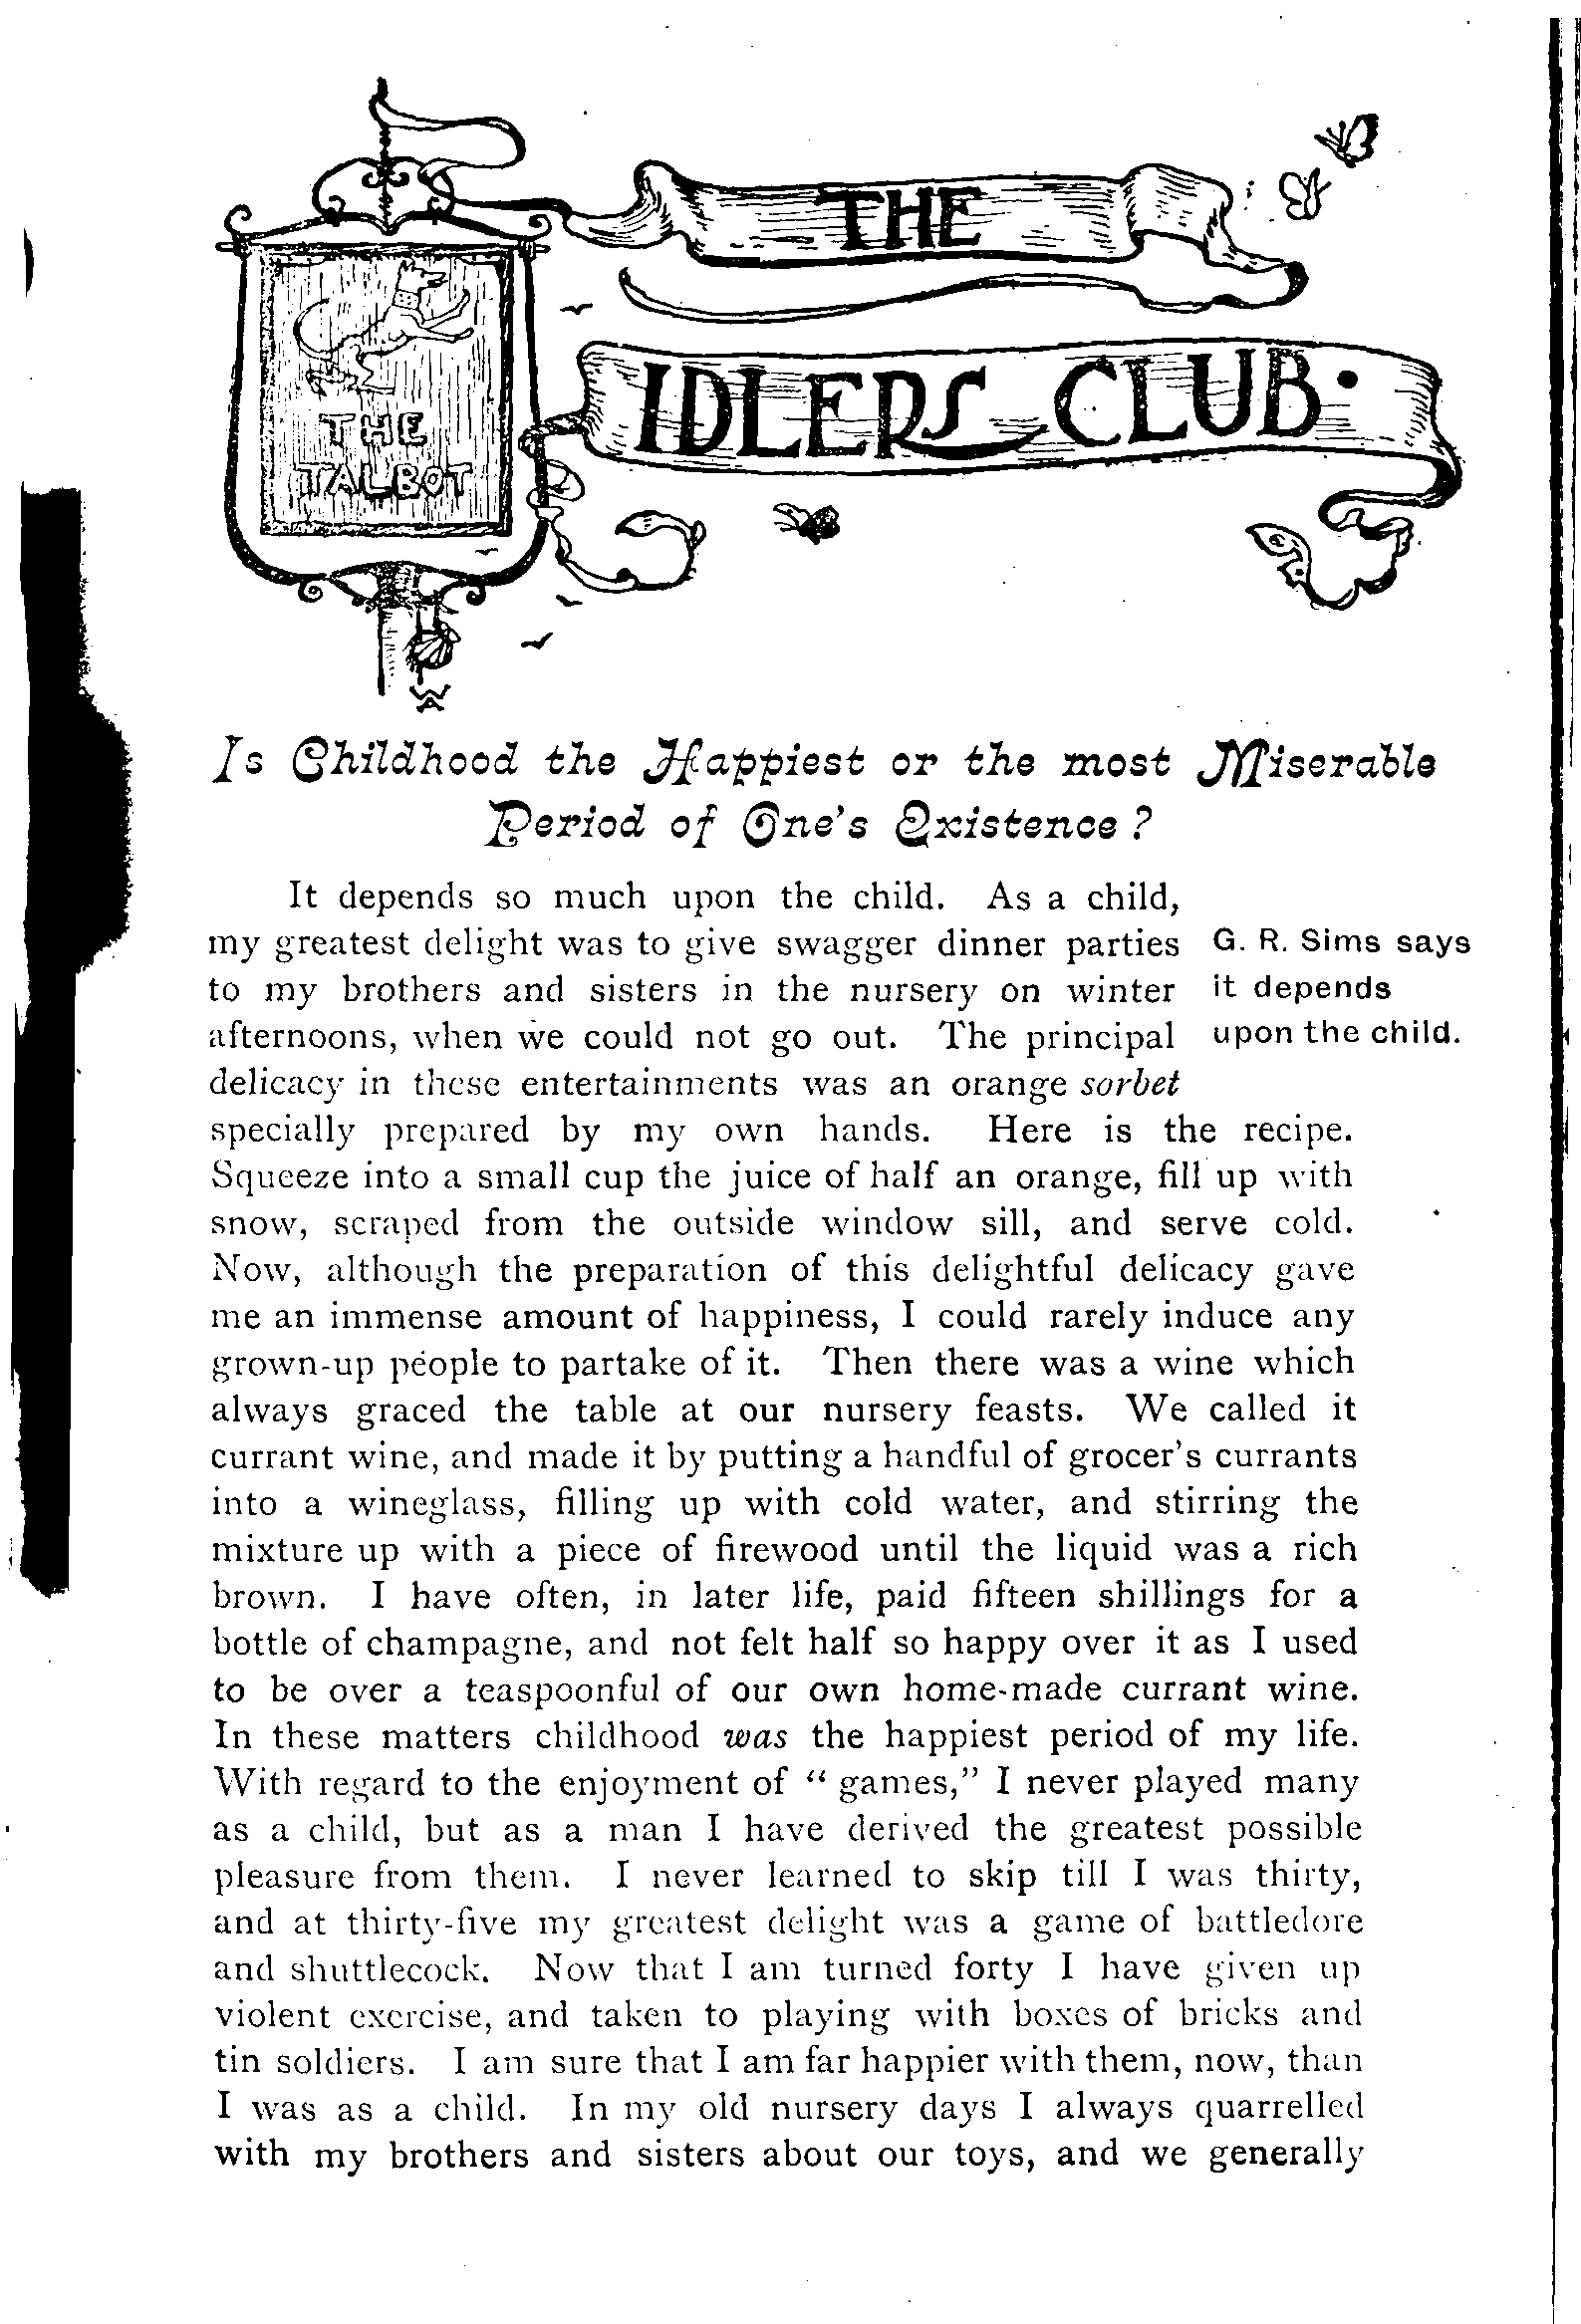 THE
IDLERS CLUB.
THE
TALBOT
Is Childhood the Happiest or the most Miserable
Period of One's Existence?
It depends so much upon the child. As a child,
my greatest delight was to give swagger dinner parties
to my brothers and sisters in the nursery on winter
afternoons, when we could not go out. The principal
delicacy in these entertainments was an orange sorbet
G. R. Sims says
it depends
upon the child.
specially prepared by my own hands. Here is the recipe.
Squeeze into a small cup the juice of half an orange, fill up with
snow, scraped from the outside window sill, and serve cold.
Now, although the preparation of this delightful delicacy gave
me an immense amount of happiness, I could rarely induce any
grown-up people to partake of it. Then there was a wine which
always graced the table at our nursery feasts. We called it
currant wine, and made it by putting a handful of grocer's currants
into a wineglass, filling up with cold water, and stirring the
mixture up with a piece of firewood until the liquid was a rich
brown. I have often, in later life, paid fifteen shillings for a
bottle of champagne, and not felt half so happy over it as I used
to be over a teaspoonful of our own home-made currant wine.
In these matters childhood was the happiest period of my life.
With regard to the enjoyment of " games," I never played many
as a child, but as a man I have derived the greatest possible
pleasure from them. I never learned to skip till I was thirty,
and at thirty-five my greatest delight was a game of battledore
and shuttlecock. Now that I am turned forty I have given up
violent exercise, and taken to playing with boxes of bricks and
tin soldiers. I am sure that I am far happier with them, now, than
I was as a child. In my old nursery days I always quarrelled
with my brothers and sisters about our toys, and we generally